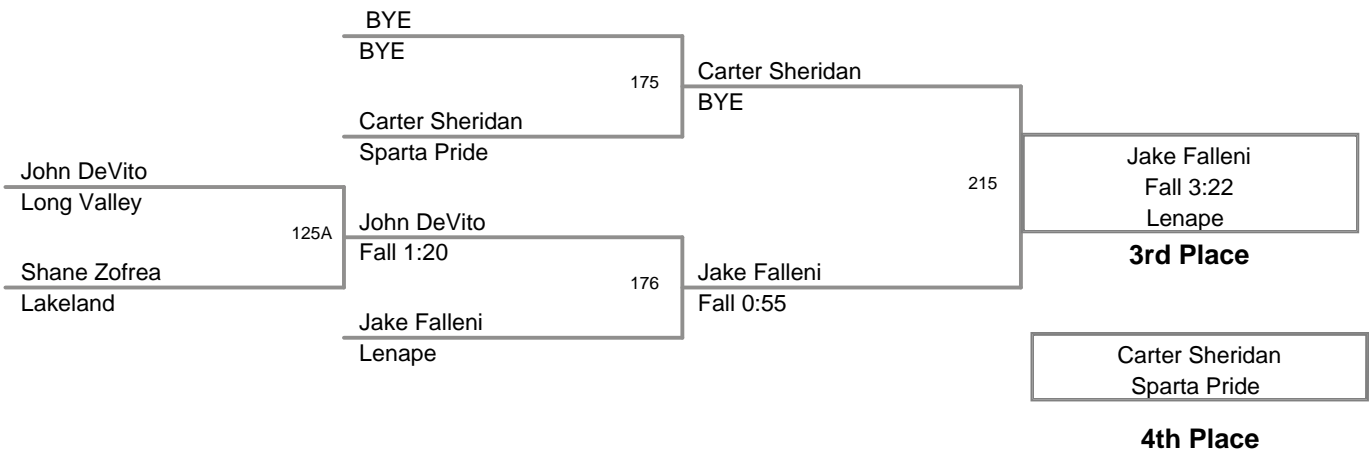 BYE
BYE
175
Carter Sheridan
BYE
Carter Sheridan
Sparta Pride
John DeVito
Long Valley
125A
John DeVito
Fall 1:20
Shane Zofrea
Lakeland
176
Jake Falleni
Fall 0:55
Jake Falleni
Lenape
215
Jake Falleni
Fall 3:22
Lenape
3rd Place
Carter Sheridan
Sparta Pride
4th Place